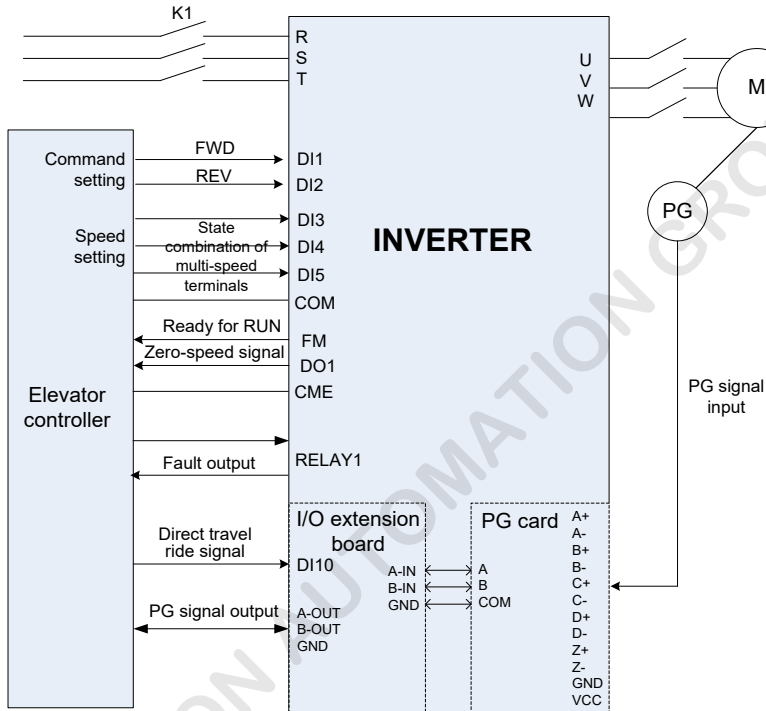 K1
R
S
T
U
V
W
M
Command
setting
FWD
REV
DI1
DI2
Speed
setting
State
combination of
multi-speed
terminals
DI3
DI4
DI5
COM
INVERTER
PG
Ready for RUN
Zero-speed signal
FM
DO1
CME
Elevator
controller
PG signal
input
Fault output
RELAY1
I/O extension
board
PG card
Direct travel
ride signal
DI10
A-IN
B-IN
GND
A
B
COM
A+
A-
B+
B-
C+
C-
D+
D-
Z+
Z-
GND
VCC
PG signal output
A-OUT
B-OUT
GND
ON AUTOMATION GRO